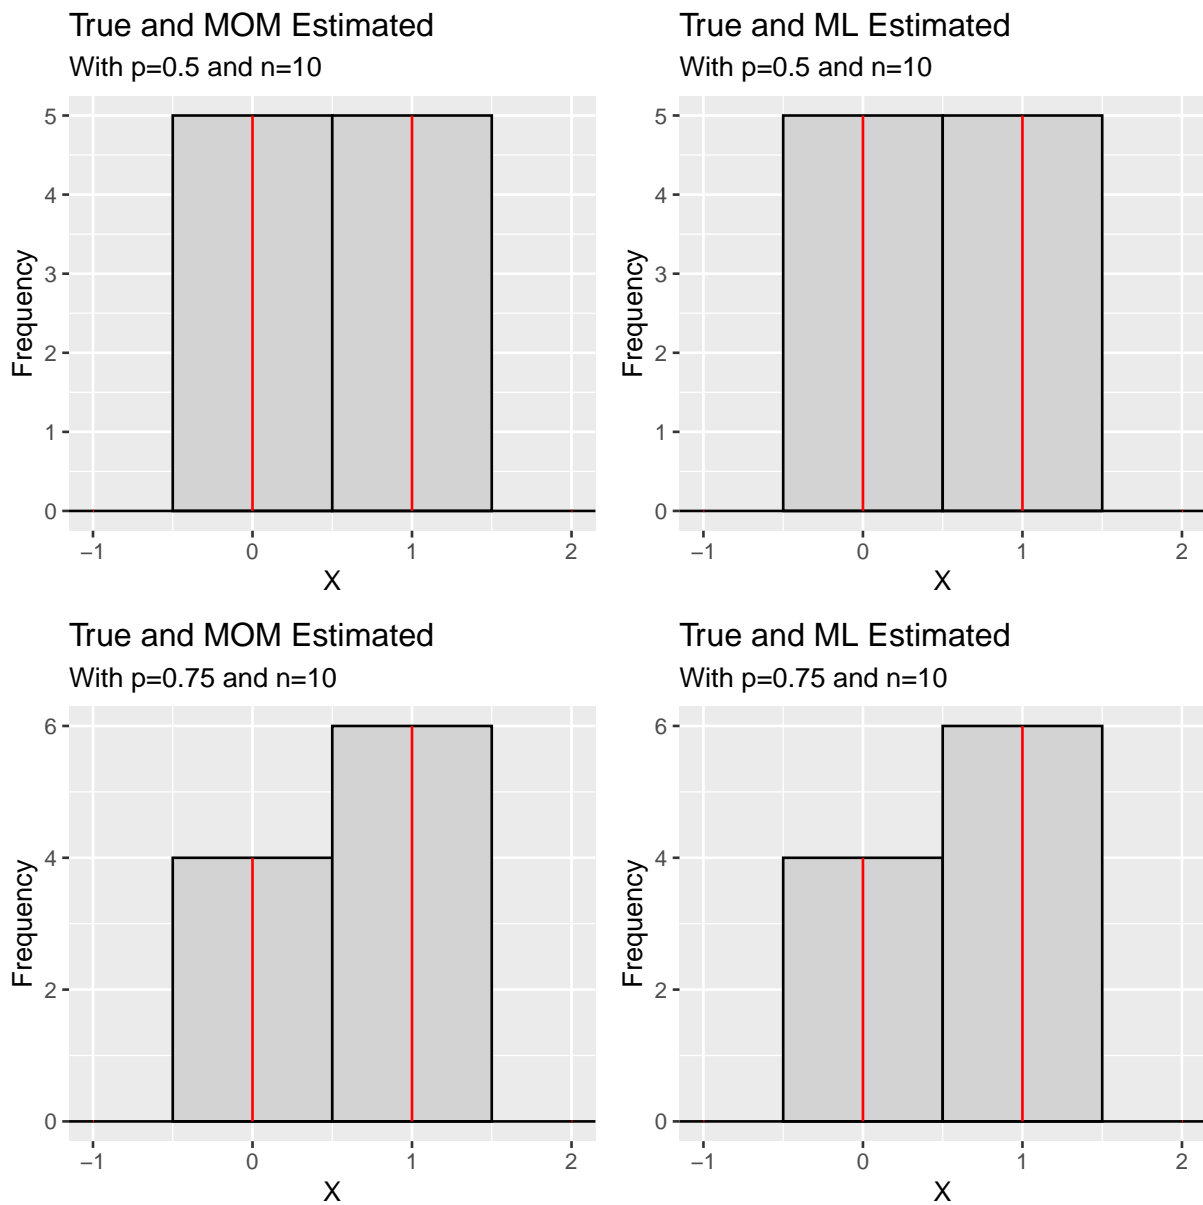 True and MOM Estimated
With p=0.5 and n=10
Frequency
5
4
3
2
1
0
−1 0 1 2
X
True and ML Estimated
With p=0.5 and n=10
Frequency
5
4
3
2
1
0
−1 0 1 2
X
True and MOM Estimated
With p=0.75 and n=10
Frequency
6
4
2
0
−1 0 1 2
X
True and ML Estimated
With p=0.75 and n=10
Frequency
6
4
2
0
−1 0 1 2
X